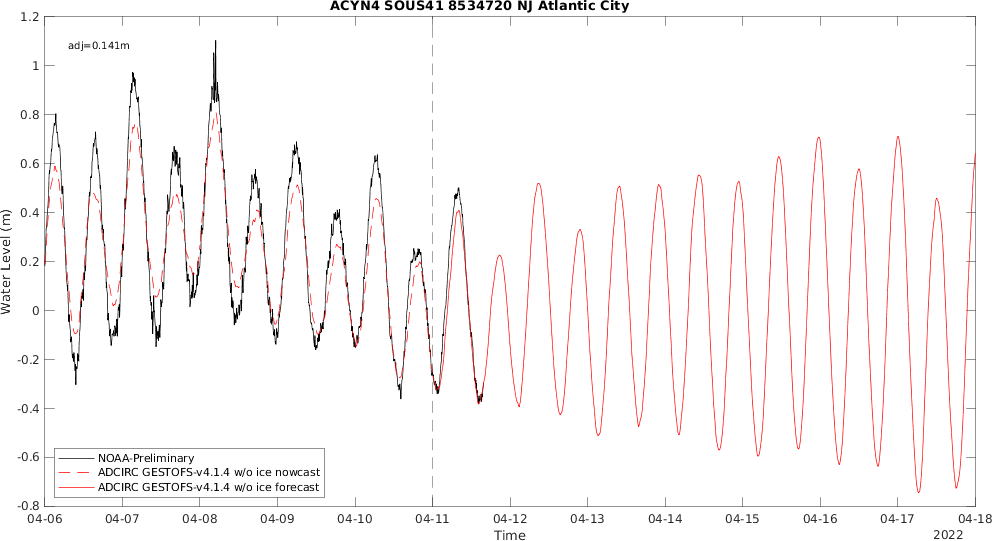 ACYN4 SOUS41 8534720 NJ Atlantic City
adj=0.141m
1.2
1
0.8
0.6
0.4
0.2
0
-0.2
-0.4
-0.6
-0.8
Water Level (m)
NOAA-Preliminary
ADCIRC GESTOFS-v4.1.4 w/o ice nowcast
ADCIRC GESTOFS-v4.1.4 w/o ice forecast
04-06 04-07 04-08 04-09 04-10 04-11 04-12 04-13 04-14 04-15 04-16 04-17 04-18
Time
2022